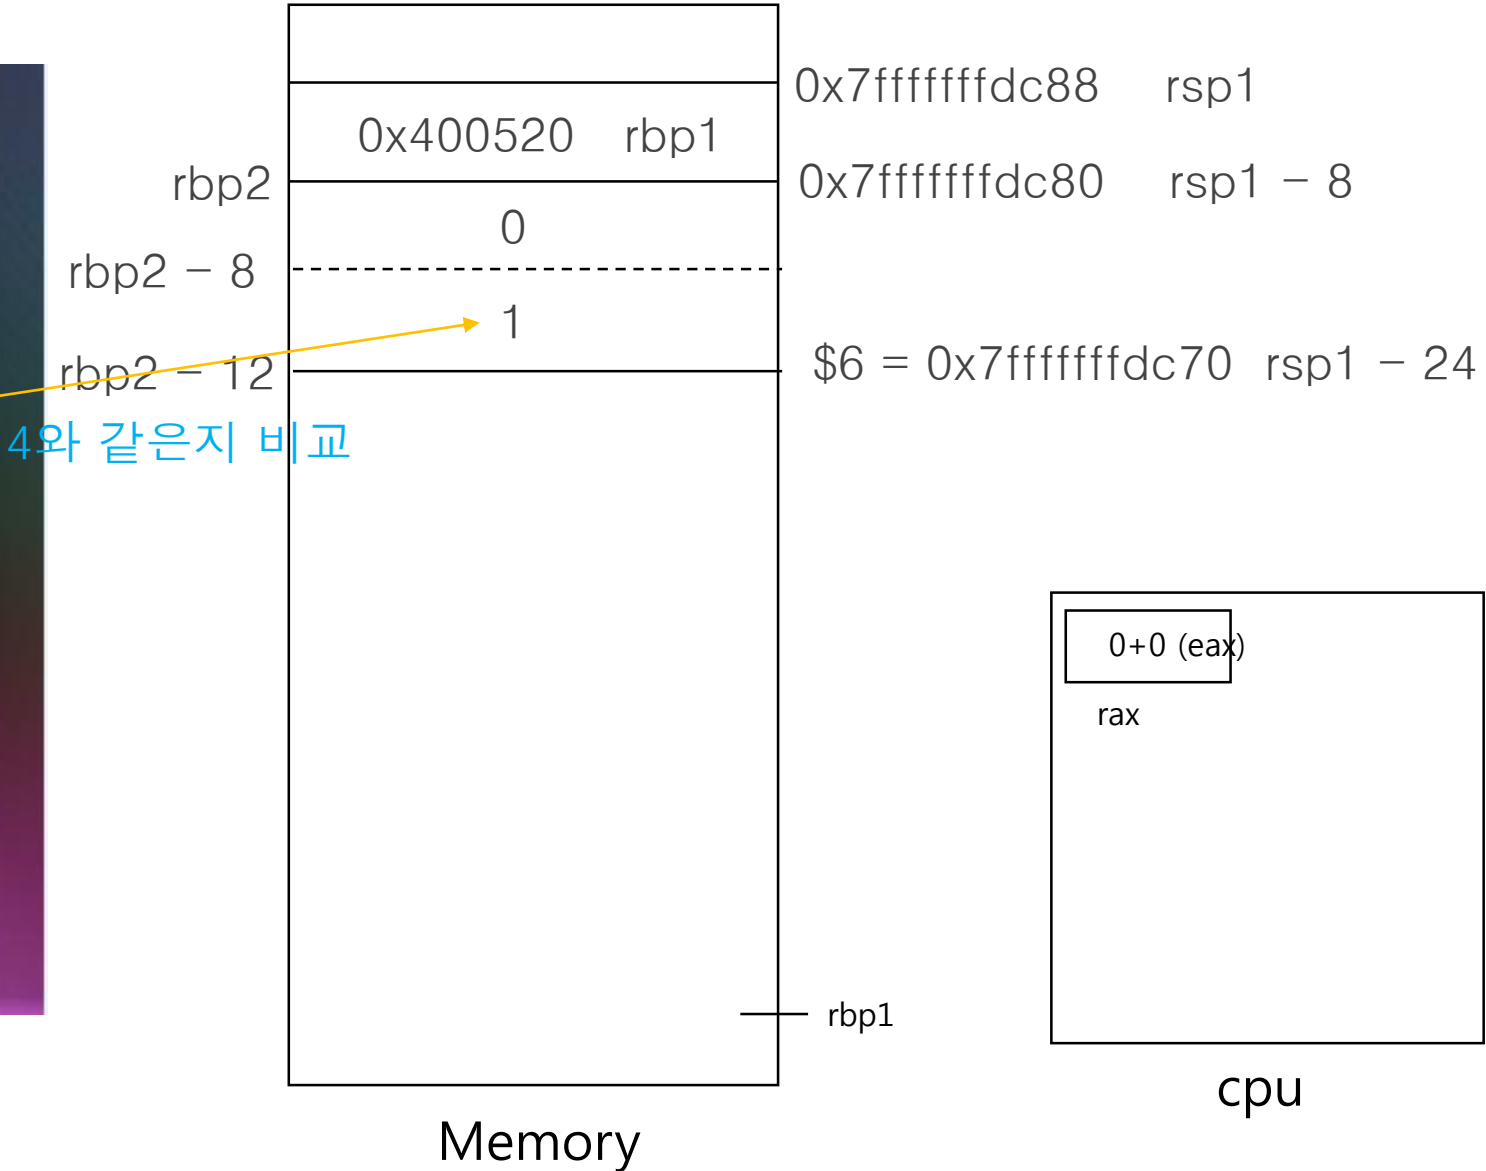 0x7fffffffdc88 rsp1
0x400520 rbp1
rbp2
0x7fffffffdc80 rsp1 - 8
0
rbp2 - 8
1
rbp2 - 12
$6 = 0x7fffffffdc70 rsp1 - 24
4와 같은지 비교
0+0 (eax)
rax
rbp1
cpu
Memory